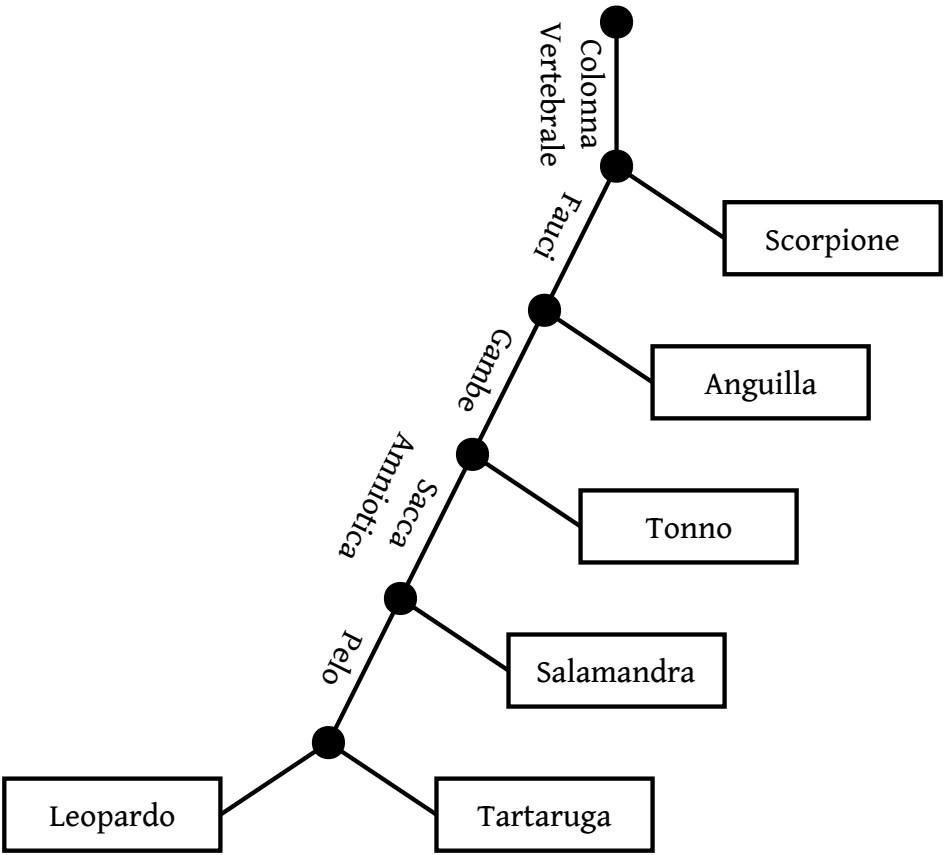 Colonna
Vertebrale
Fauci
Scorpione
Gambe
Anguilla
Sacca
Amniotica
Tonno
Pelo
Salamandra
Leopardo
Tartaruga